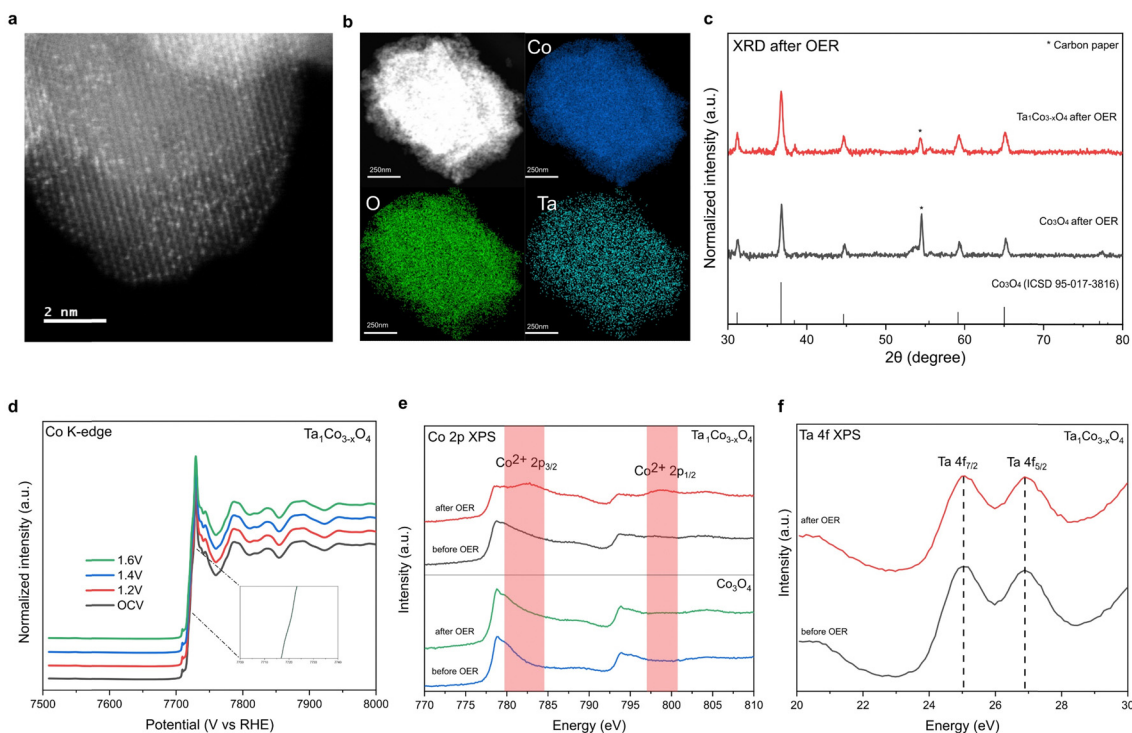 a
2 nm
b
Co
250nm
250nm
O
Ta
250nm
250nm
c
XRD after OER
* Carbon paper
Ta₁Co₃₋ₓO₄ after OER
*
Co₃O₄ after OER
*
Co₃O₄ (ICSD 95-017-3816)
Normalized intensity (a.u.)
30 40 50 60 70 80
2θ (degree)
d
Co K-edge
Ta₁Co₃₋ₓO₄
1.6V
1.4V
1.2V
OCV
Normalized intensity (a.u.)
7500 7600 7700 7800 7900 8000
Potential (V vs RHE)
e
Co 2p XPS
Ta₁Co₃₋ₓO₄
Co²⁺ 2p₃/₂
Co²⁺ 2p₁/₂
after OER
before OER
Co₃O₄
after OER
before OER
Intensity (a.u.)
770 775 780 785 790 795 800 805 810
Energy (eV)
f
Ta 4f XPS
Ta₁Co₃₋ₓO₄
Ta 4f₇/₂
Ta 4f₅/₂
after OER
before OER
Intensity (a.u.)
20 22 24 26 28 30
Energy (eV)